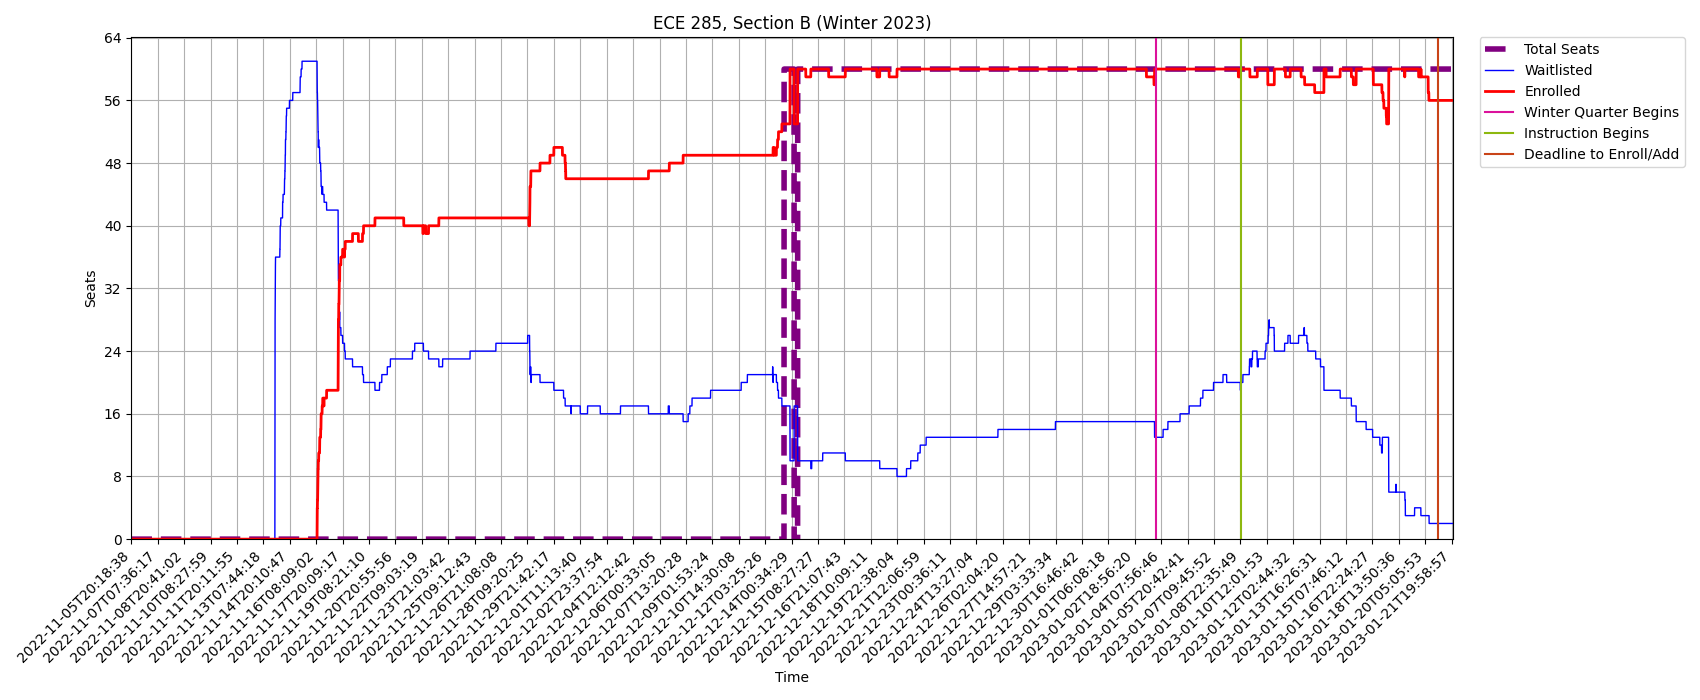 ECE 285, Section B (Winter 2023)
64
56
48
40
32
24
16
8
0
Seats
2022-11-05T20:18:38
2022-11-07T07:36:17
2022-11-08T20:41:02
2022-11-10T08:27:59
2022-11-11T20:11:55
2022-11-13T07:44:18
2022-11-14T20:10:47
2022-11-16T08:09:02
2022-11-17T20:09:17
2022-11-19T08:21:10
2022-11-20T20:55:56
2022-11-22T09:03:19
2022-11-23T21:03:42
2022-11-25T09:12:43
2022-11-26T21:08:08
2022-11-28T09:20:25
2022-11-29T21:42:17
2022-12-01T11:13:40
2022-12-02T23:37:54
2022-12-04T12:12:42
2022-12-06T00:33:05
2022-12-07T13:20:28
2022-12-09T01:53:24
2022-12-10T14:30:08
2022-12-12T03:25:26
2022-12-14T00:34:29
2022-12-15T08:27:27
2022-12-16T21:07:43
2022-12-18T10:09:11
2022-12-19T22:38:04
2022-12-21T12:06:59
2022-12-23T00:36:11
2022-12-24T13:27:04
2022-12-26T02:04:20
2022-12-27T14:57:21
2022-12-29T03:33:34
2022-12-30T16:46:42
2023-01-01T06:08:18
2023-01-02T18:56:20
2023-01-04T07:56:46
2023-01-05T20:42:41
2023-01-07T09:45:52
2023-01-08T22:35:49
2023-01-10T12:01:53
2023-01-12T02:44:32
2023-01-13T16:26:31
2023-01-15T07:46:12
2023-01-16T22:24:27
2023-01-18T13:50:36
2023-01-20T05:05:53
2023-01-21T19:58:57
Time
Total Seats
Waitlisted
Enrolled
Winter Quarter Begins
Instruction Begins
Deadline to Enroll/Add